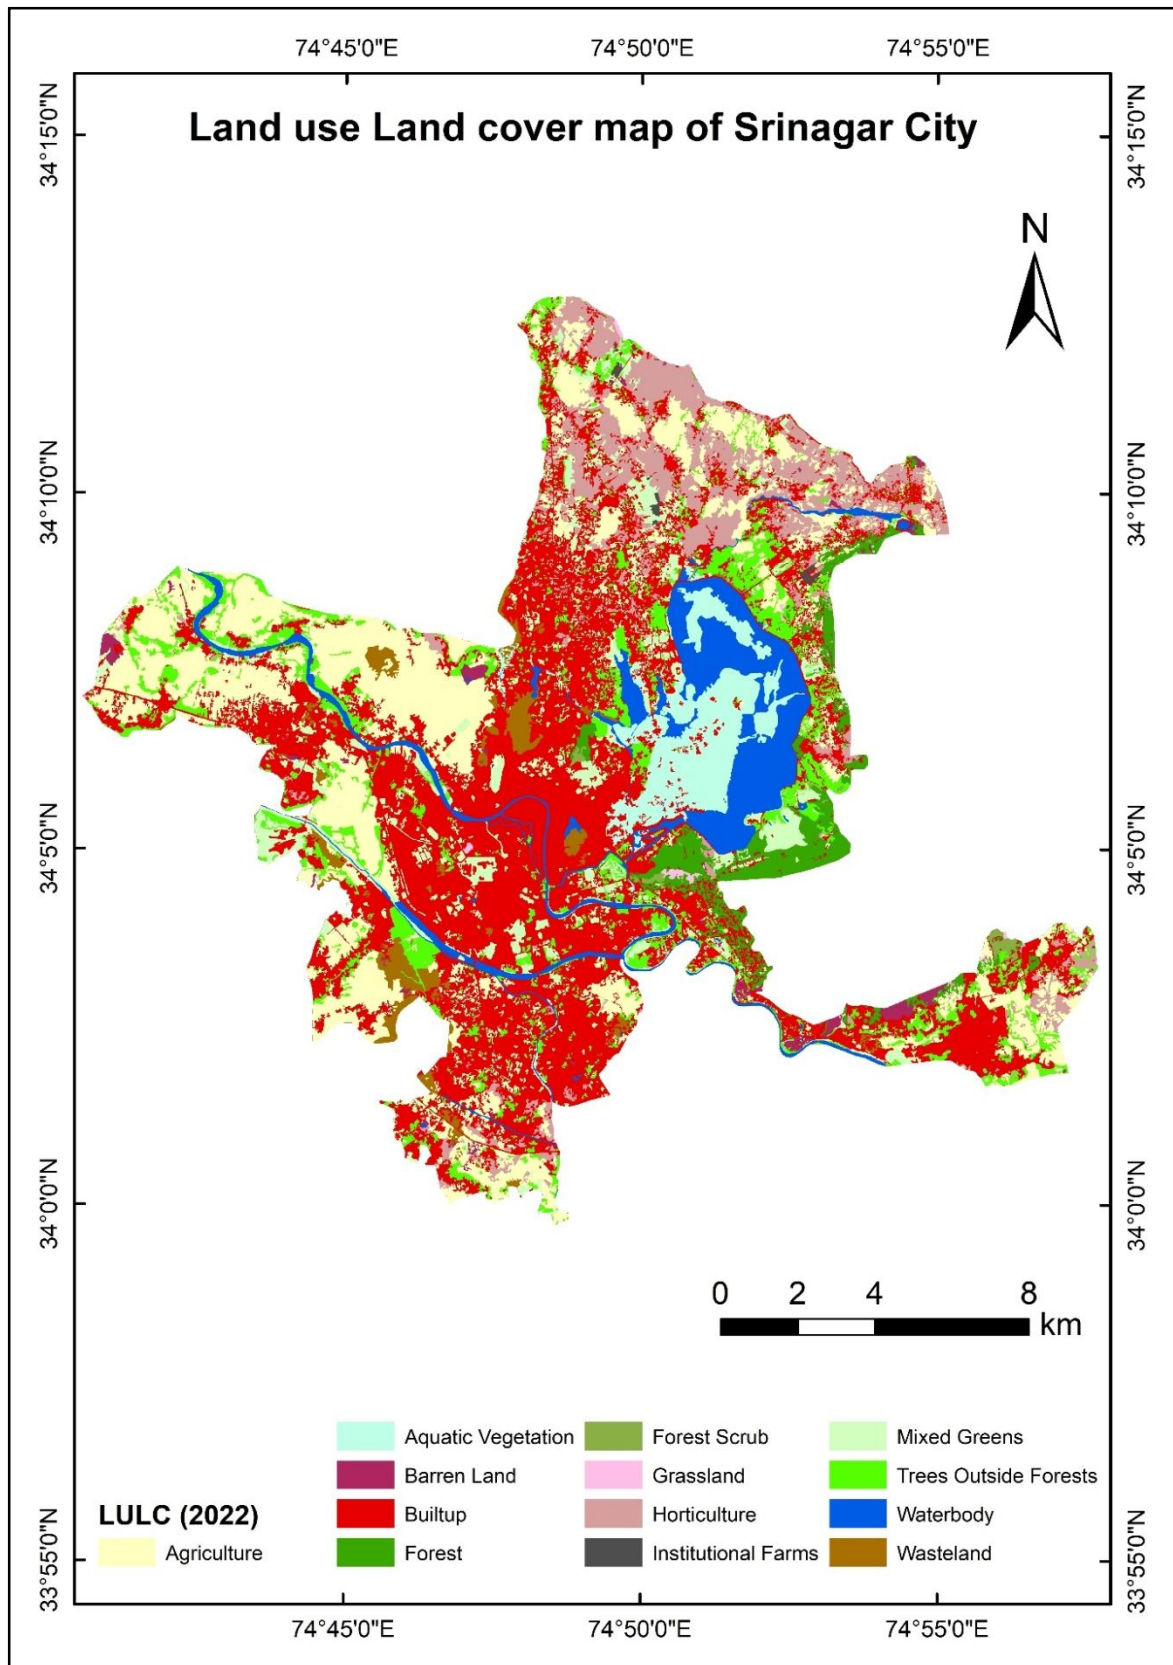 74°45'0"E 74°50'0"E 74°55'0"E
34°15'0"N
34°15'0"N
Land use Land cover map of Srinagar City
N
34°10'0"N
34°10'0"N
34°5'0"N
34°5'0"N
34°0'0"N
34°0'0"N
0 2 4 8
km
LULC (2022)
Agriculture
Aquatic Vegetation
Barren Land
Builtup
Forest
Forest Scrub
Grassland
Horticulture
Institutional Farms
Mixed Greens
Trees Outside Forests
Waterbody
Wasteland
33°55'0"N
33°55'0"N
74°45'0"E 74°50'0"E 74°55'0"E